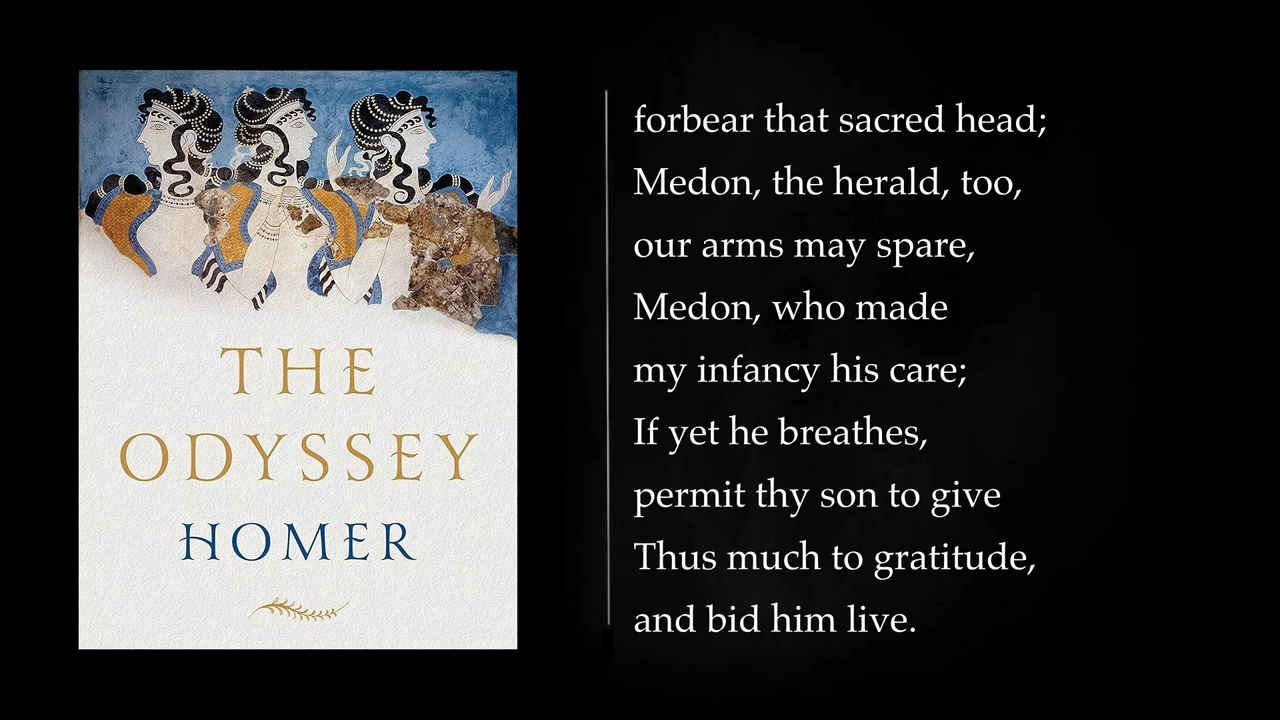 THE
ODYSSEY
HOMER
forbear that sacred head;
Medon, the herald, too,
our arms may spare,
Medon, who made
my infancy his care;
If yet he breathes,
permit thy son to give
Thus much to gratitude,
and bid him live.